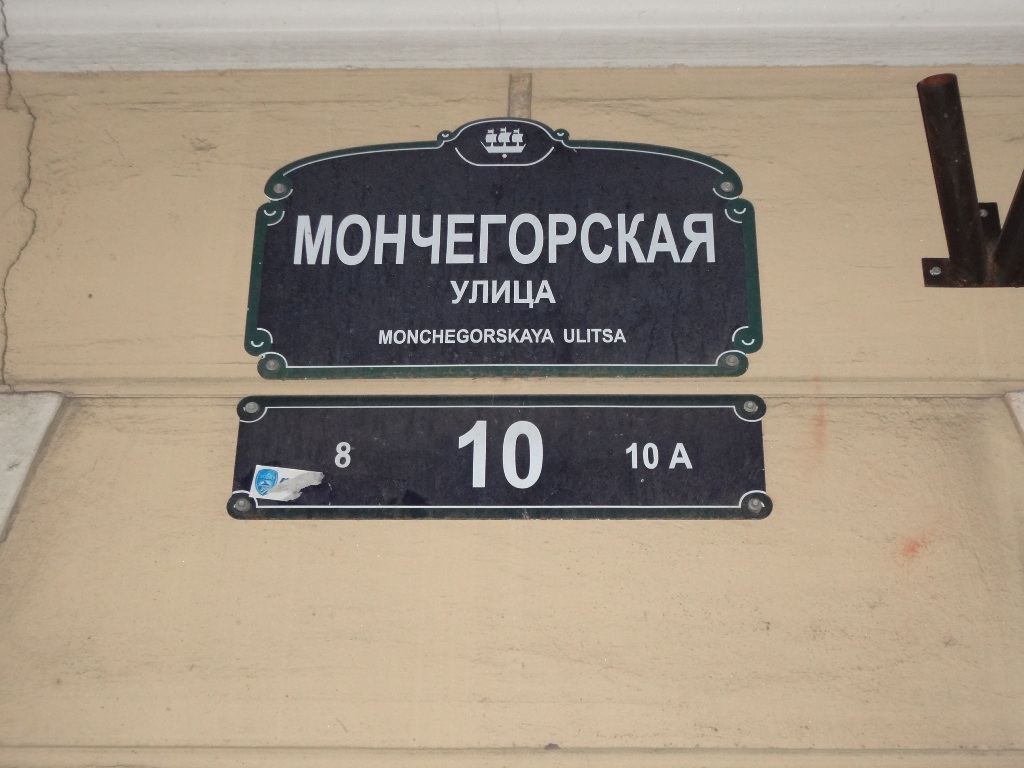 МОНЧЕГОРСКАЯ
УЛИЦА
MONCHEGORSKAYA ULITSA
8 10 10 А